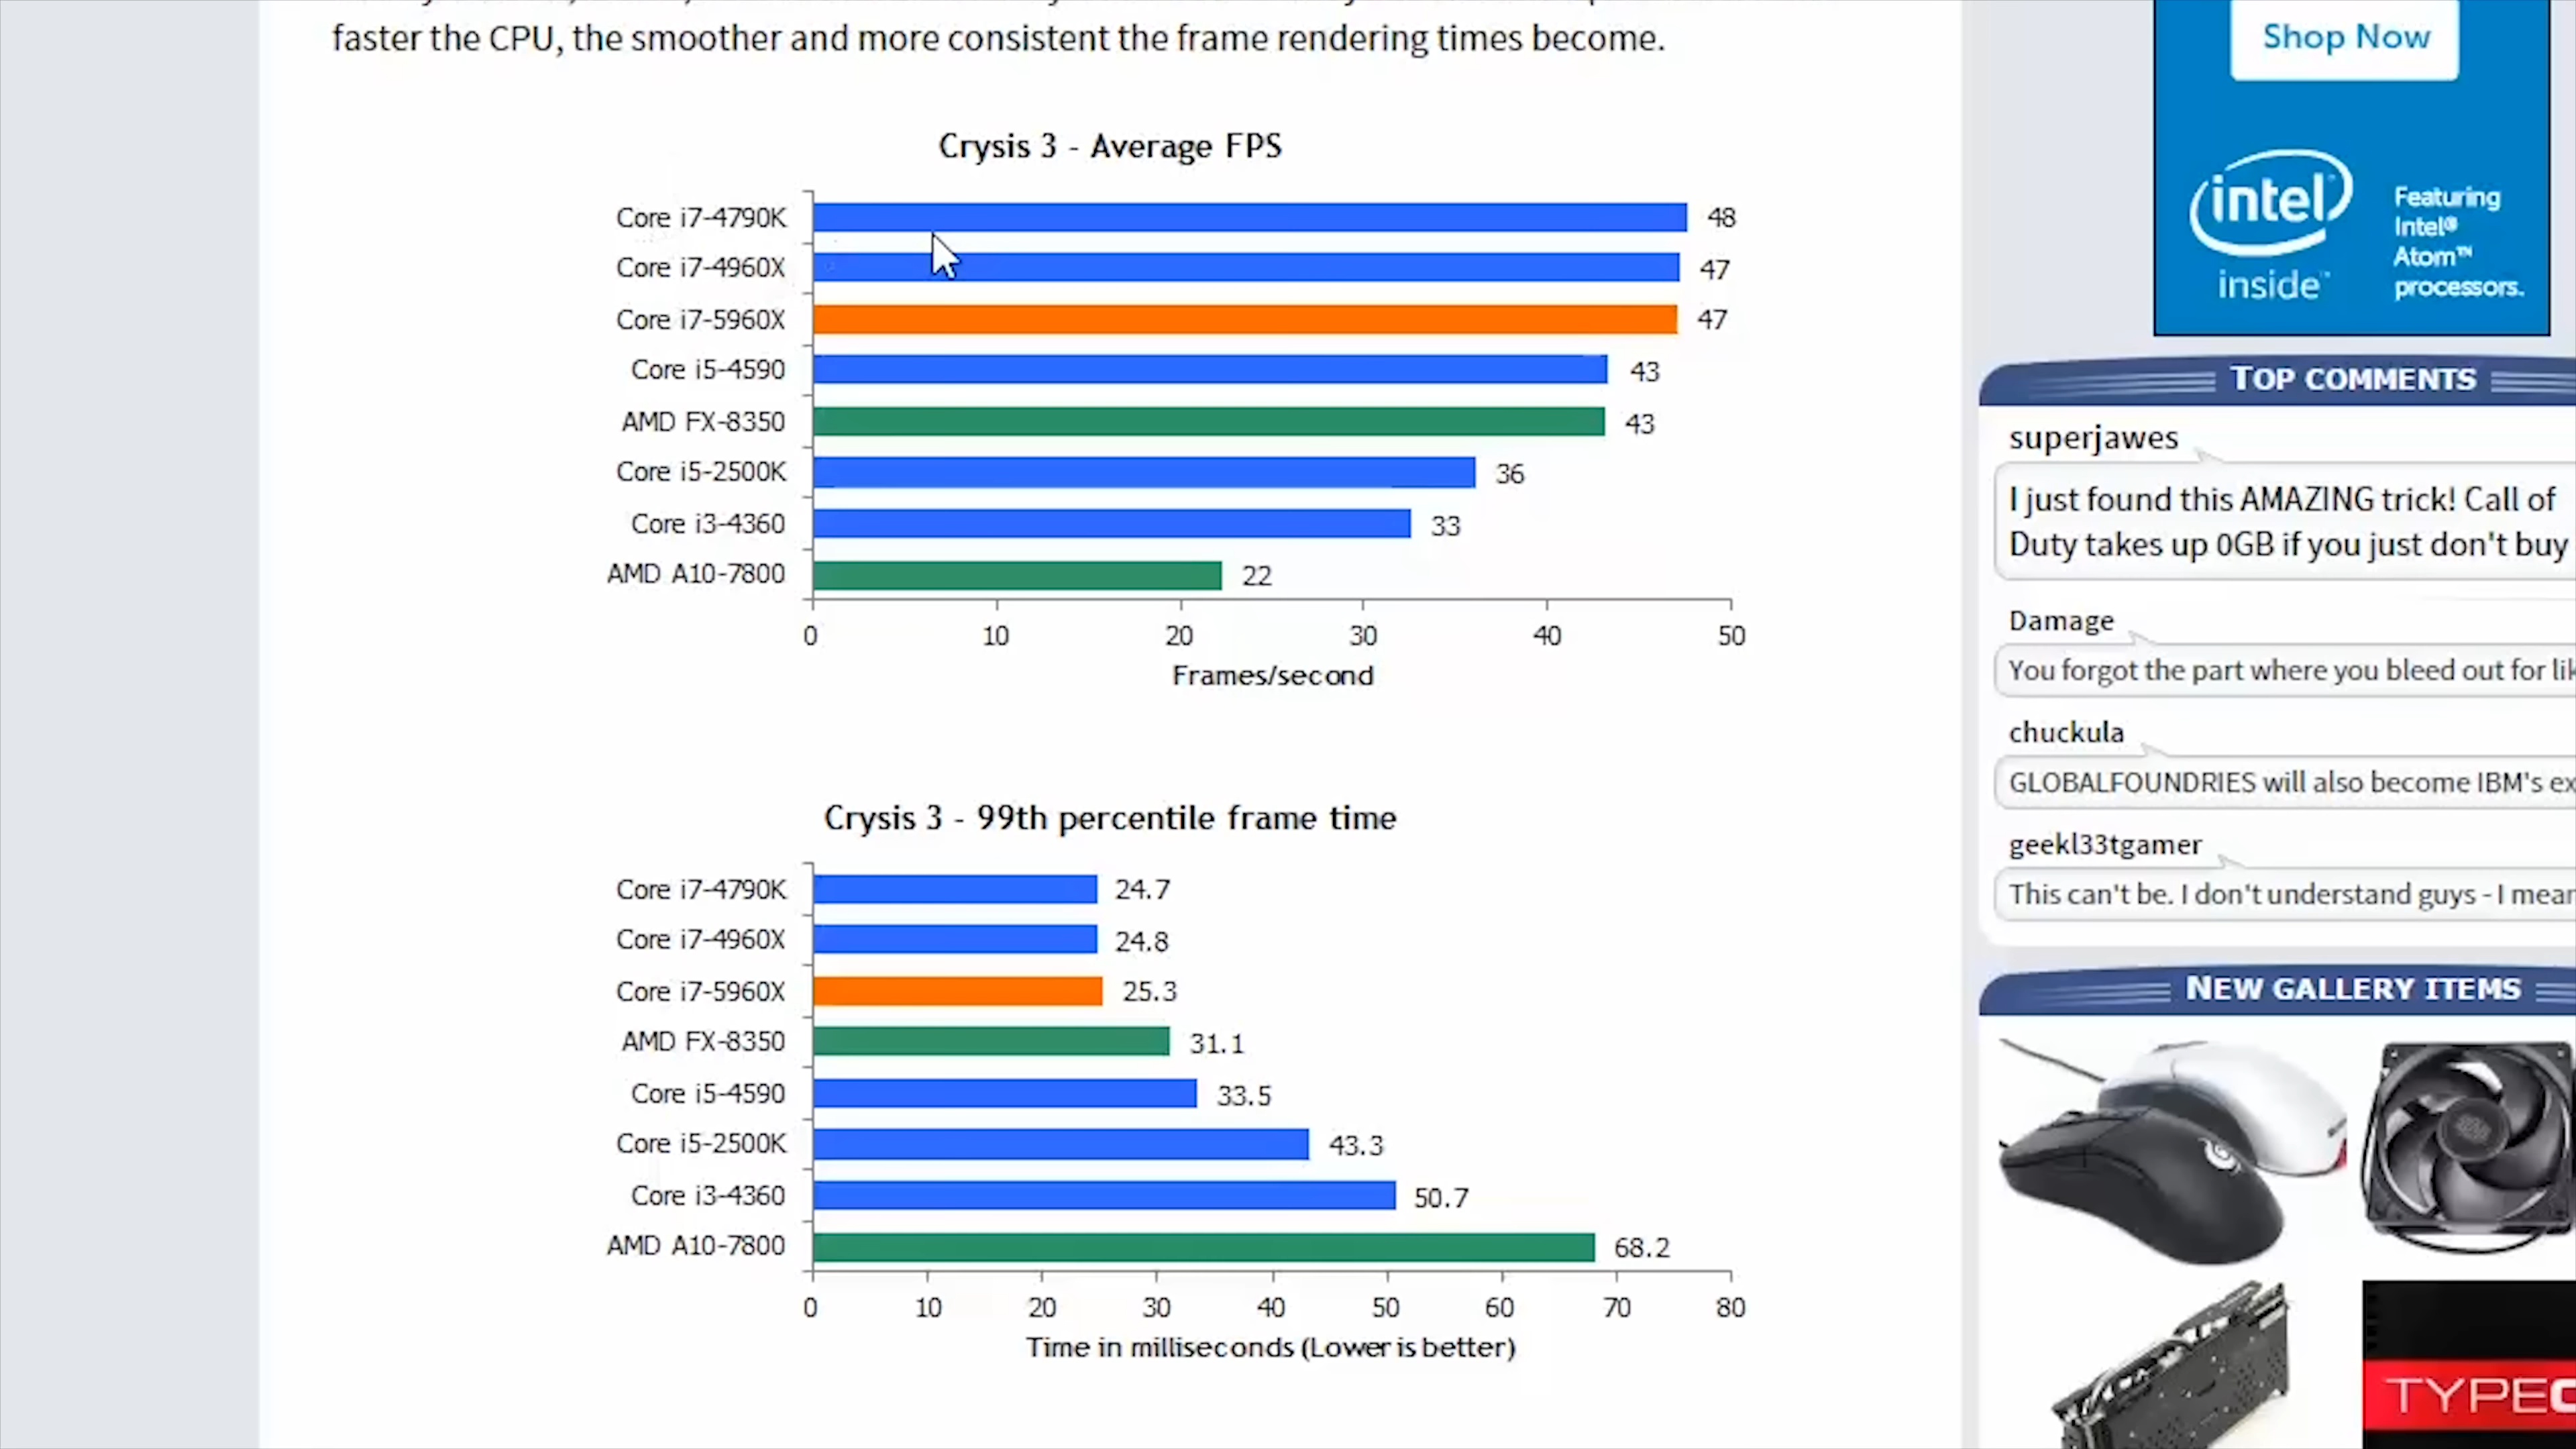 faster the CPU, the smoother and more consistent the frame rendering times become.
Crysis 3 - Average FPS
Core i7-4790K 48
Core i7-4960X 47
Core i7-5960X 47
Core i5-4590 43
AMD FX-8350 43
Core i5-2500K 36
Core i3-4360 33
AMD A10-7800 22
0 10 20 30 40 50
Frames/second
Crysis 3 - 99th percentile frame time
Core i7-4790K 24.7
Core i7-4960X 24.8
Core i7-5960X 25.3
AMD FX-8350 31.1
Core i5-4590 33.5
Core i5-2500K 43.3
Core i3-4360 50.7
AMD A10-7800 68.2
0 10 20 30 40 50 60 70 80
Time in milliseconds (Lower is better)
Shop Now
intel
inside™
Featuring
Intel®
Atom™
processors.
TOP COMMENTS
superjawes
I just found this AMAZING trick! Call of
Duty takes up 0GB if you just don't buy
Damage
You forgot the part where you bleed out for
chuckula
GLOBALFOUNDRIES will also become IBM's
geekl33tgamer
This can't be. I don't understand guys - I
NEW GALLERY ITEMS
TYPE